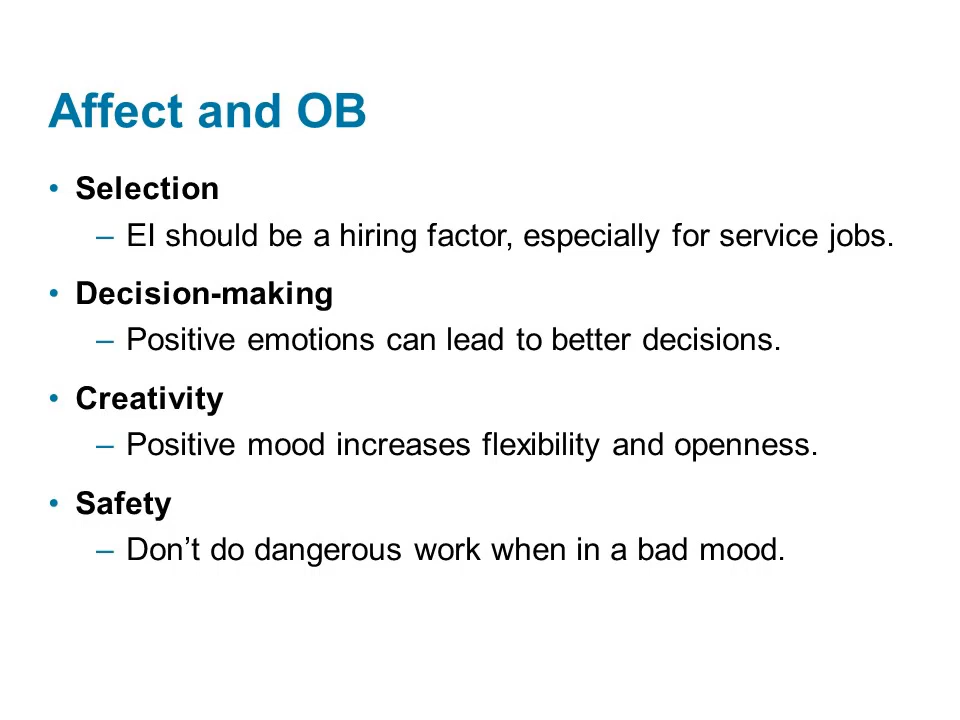 Affect and OB
• Selection
– EI should be a hiring factor, especially for service jobs.
• Decision-making
– Positive emotions can lead to better decisions.
• Creativity
– Positive mood increases flexibility and openness.
• Safety
– Don’t do dangerous work when in a bad mood.